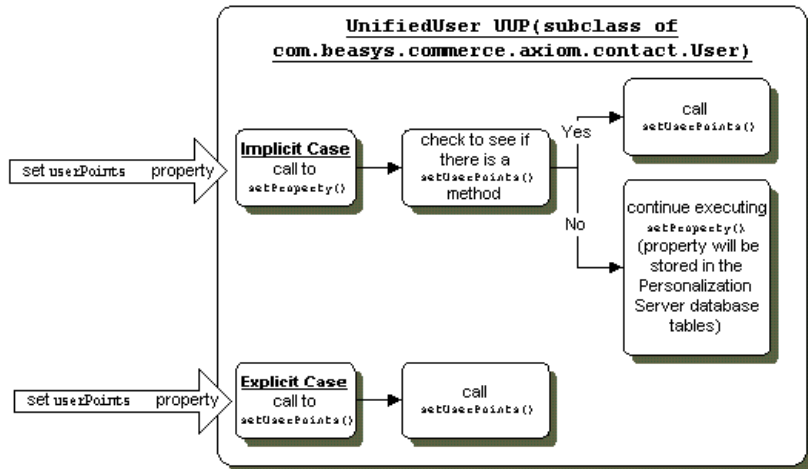 UnifiedUser UUP(subclass of
com.beasys.commerce.axiom.contact.User)
set userPoints property
Implicit Case
call to
setProperty()
check to see if
there is a
setUserPoints()
method
Yes
call
setUserPoints()
No
continue executing
setProperty()
(property will be
stored in the
Personalization
Server database
tables)
set userPoints property
Explicit Case
call to
setUserPoints()
call
setUserPoints()